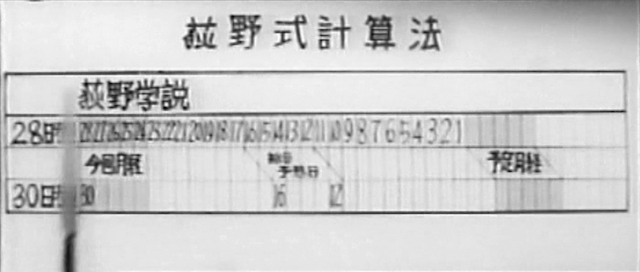 荻野式計算法
荻野学説
28日型 28 27 26 25 24 23 22 21 20 19 18 17 16 15 14 13 12 11 10 9 8 7 6 5 4 3 2 1
今回月経 予想日 予定月経
30日型 30 16 12